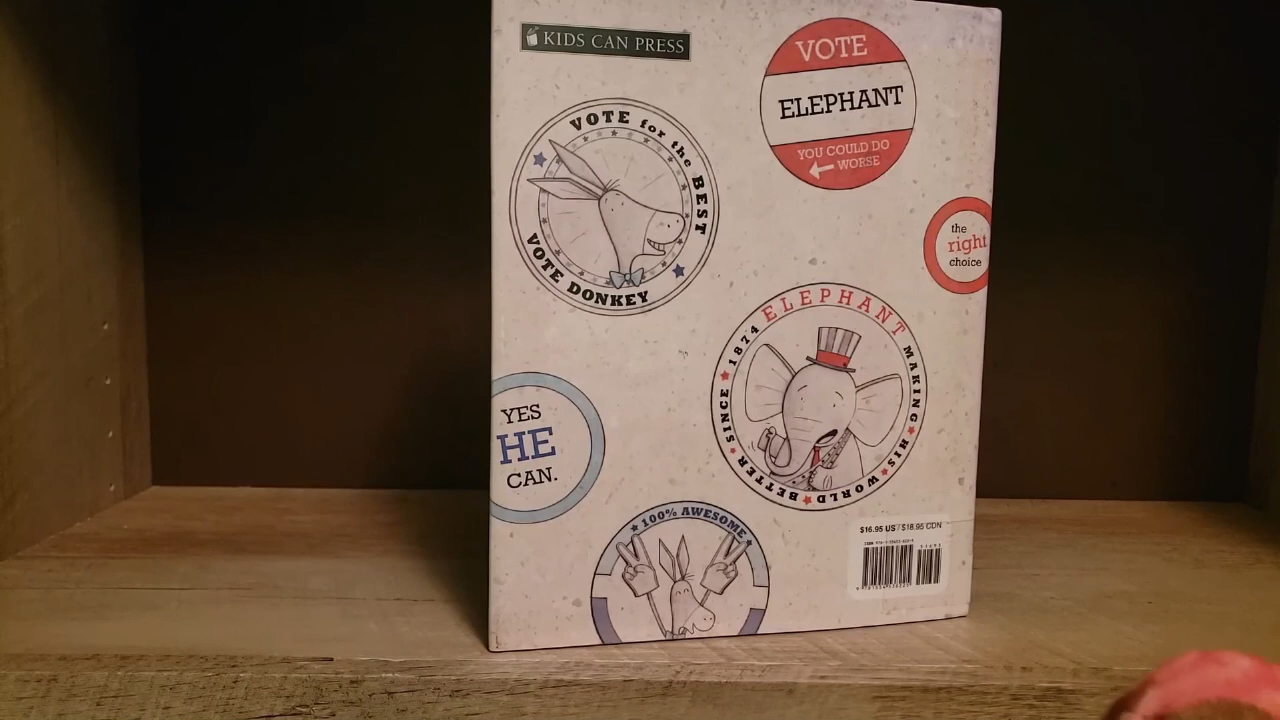 KIDS CAN PRESS
VOTE
ELEPHANT
YOU COULD DO
WORSE
VOTE for the BEST
VOTE DONKEY
the
right
choice
ELEPHANT
MAKING HIS WORLD BETTER SINCE 1874
YES
HE
CAN.
100% AWESOME
$16.95 US / $18.95 CDN